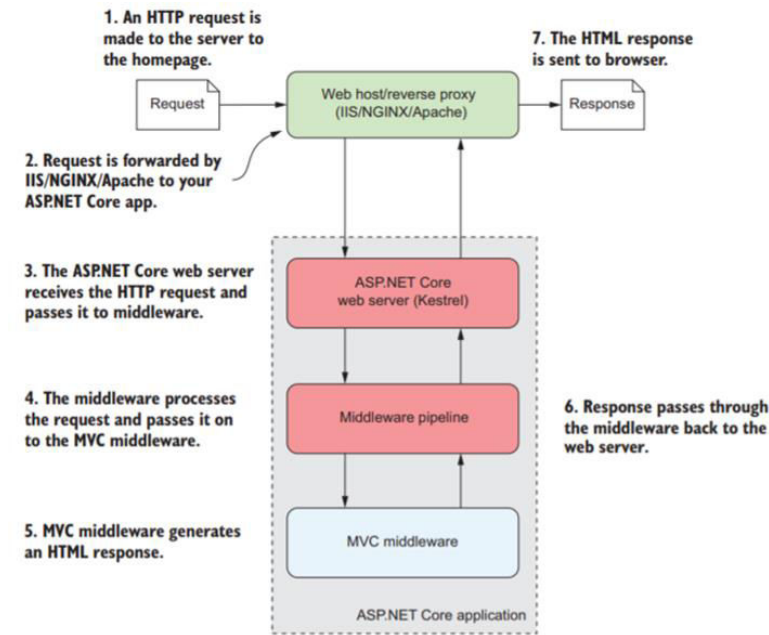 1. An HTTP request is
made to the server to
the homepage.
7. The HTML response
is sent to browser.
Request
Web host/reverse proxy
(IIS/NGINX/Apache)
Response
2. Request is forwarded by
IIS/NGINX/Apache to your
ASP.NET Core app.
3. The ASP.NET Core web server
receives the HTTP request and
passes it to middleware.
ASP.NET Core
web server (Kestrel)
4. The middleware processes
the request and passes it on
to the MVC middleware.
Middleware pipeline
6. Response passes through
the middleware back to the
web server.
5. MVC middleware generates
an HTML response.
MVC middleware
ASP.NET Core application